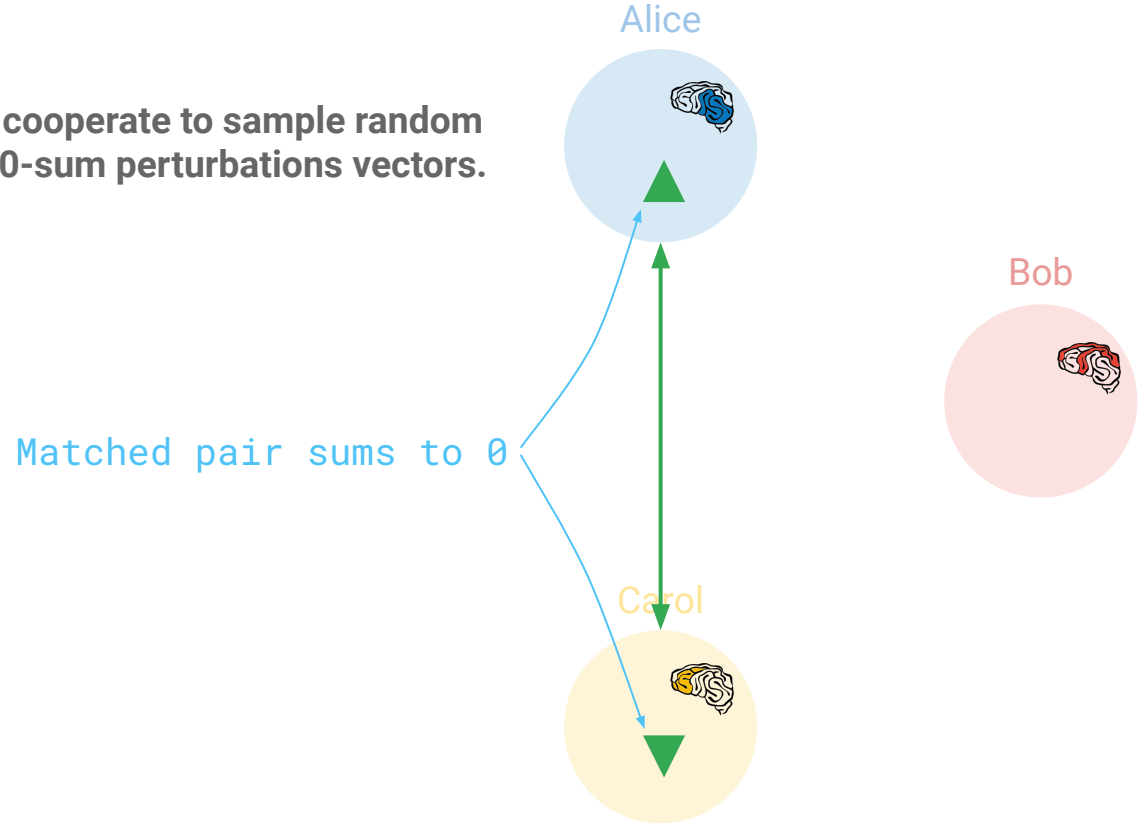 Alice
cooperate to sample random
0-sum perturbations vectors.
Bob
Matched pair sums to 0
Carol